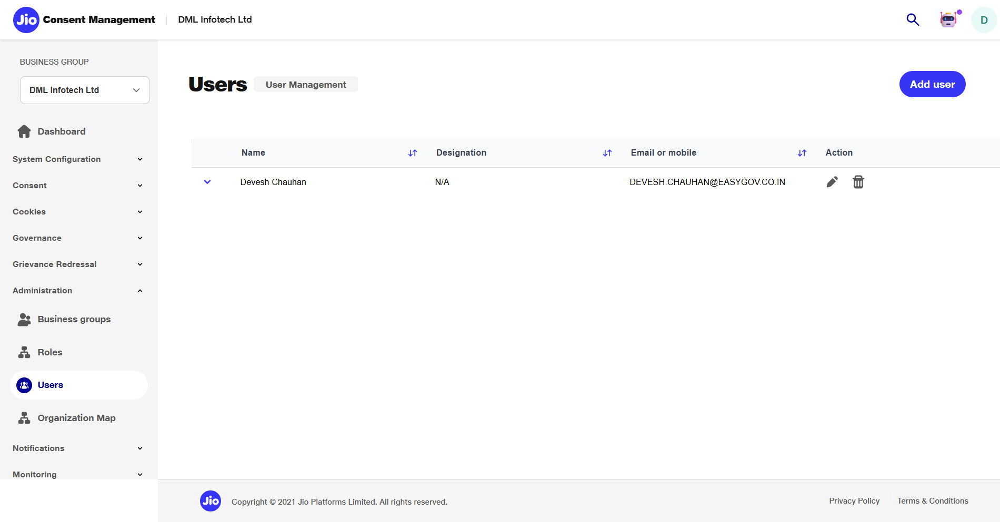 Jio Consent Management DML Infotech Ltd D
BUSINESS GROUP
DML Infotech Ltd
Dashboard
System Configuration
Consent
Cookies
Governance
Grievance Redressal
Administration
Business groups
Roles
Users
Organization Map
Notifications
Monitoring
Users User Management Add user
Name Designation Email or mobile Action
Devesh Chauhan N/A DEVESH.CHAUHAN@EASYGOV.CO.IN
Jio Copyright © 2021 Jio Platforms Limited. All rights reserved. Privacy Policy Terms & Conditions